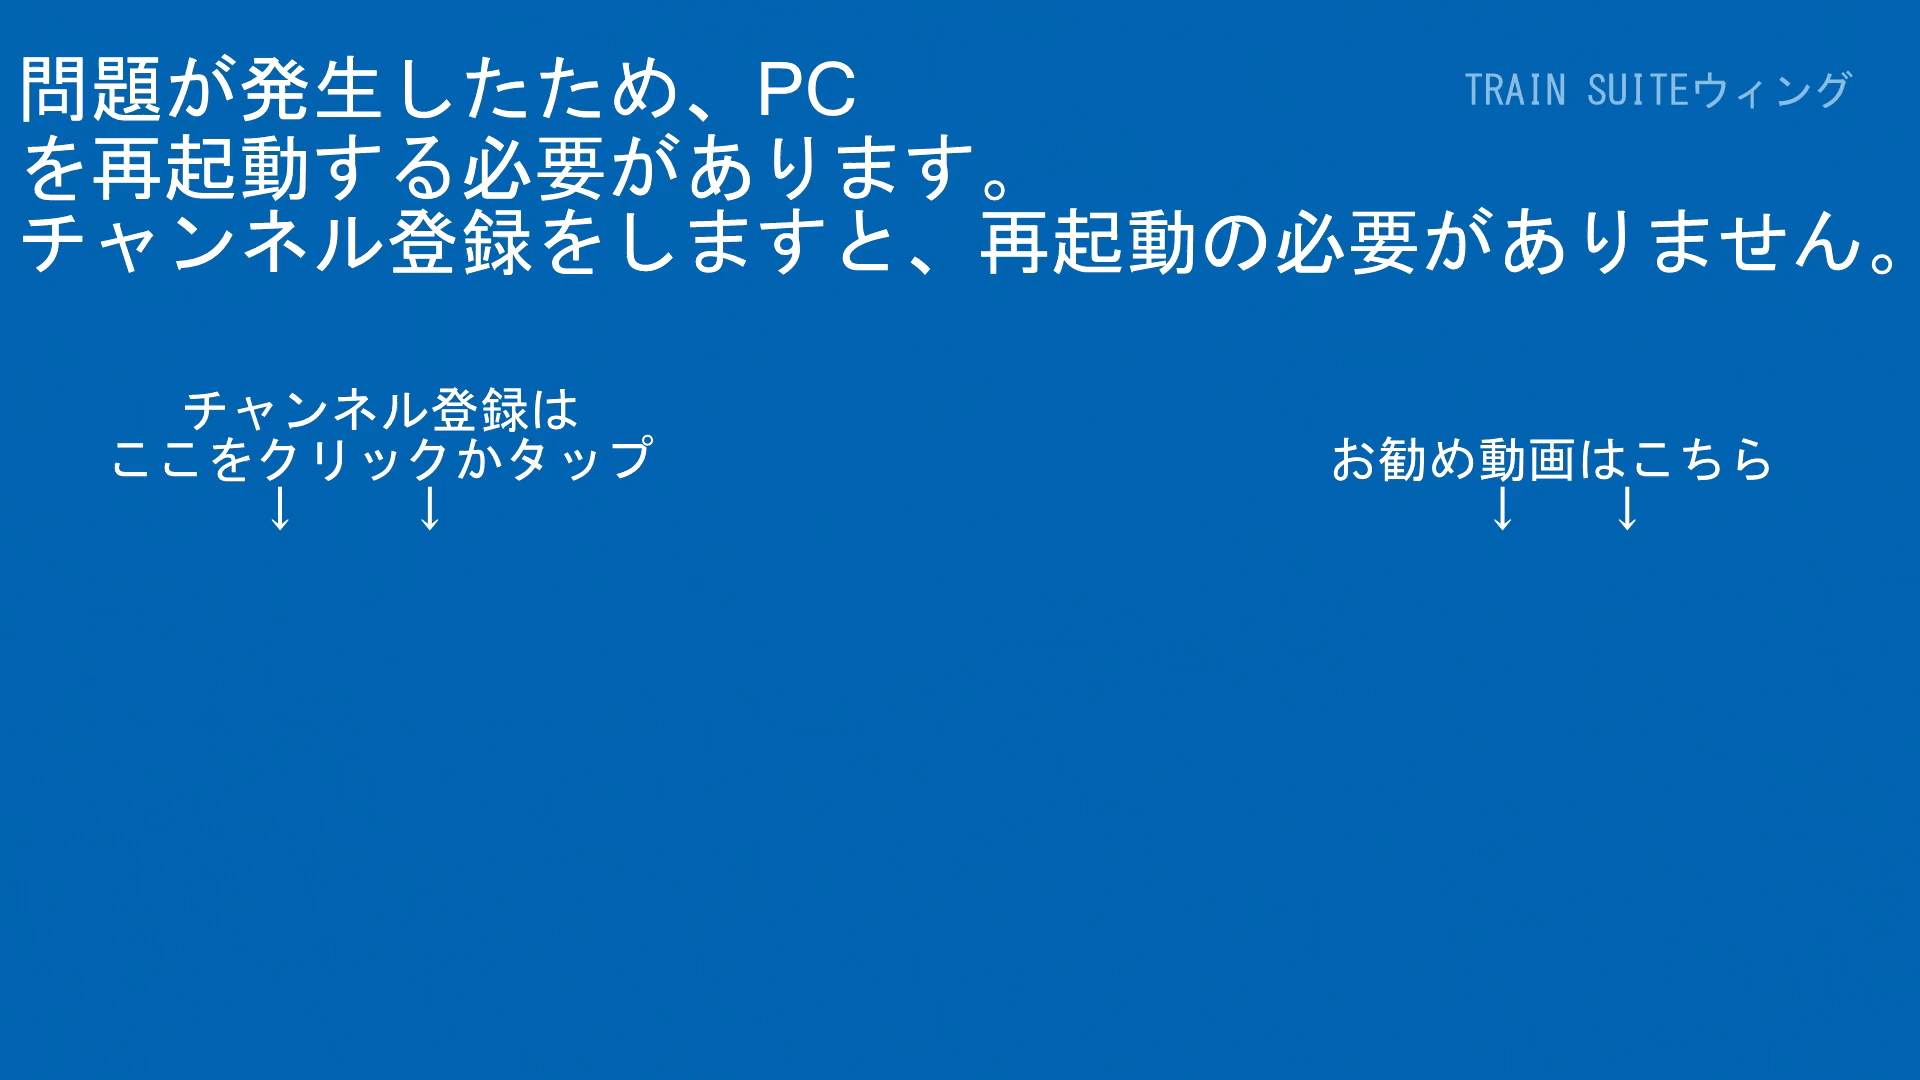 問題が発生したため、PC
TRAIN SUITEウィング
を再起動する必要があります。
チャンネル登録をしますと、再起動の必要がありません。
チャンネル登録は
ここをクリックかタップ
↓ ↓
お勧め動画はこちら
↓ ↓